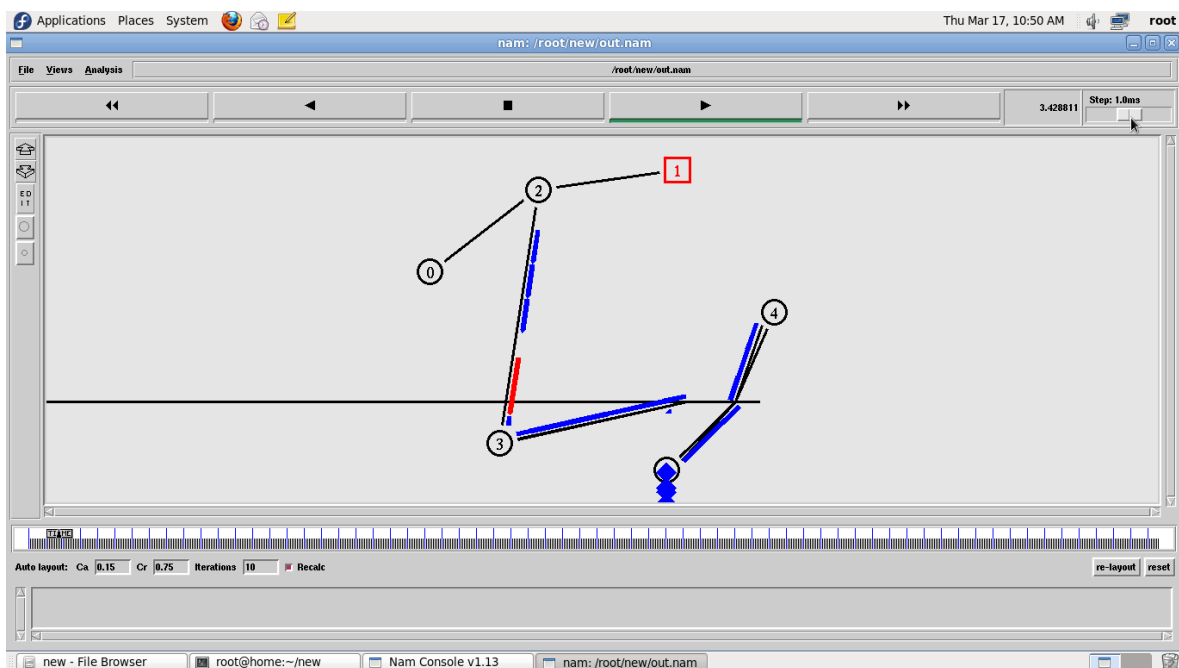 Applications Places System Thu Mar 17, 10:50 AM root
nam: /root/new/out.nam
File Views Analysis /root/new/out.nam
3.428811 Step: 1.0ms
ED
IT
1
2
0
4
3
TIME
Auto layout: Ca 0.15 Cr 0.75 Iterations 10 Recalc re-layout reset
new - File Browser root@home:~/new Nam Console v1.13 nam: /root/new/out.nam